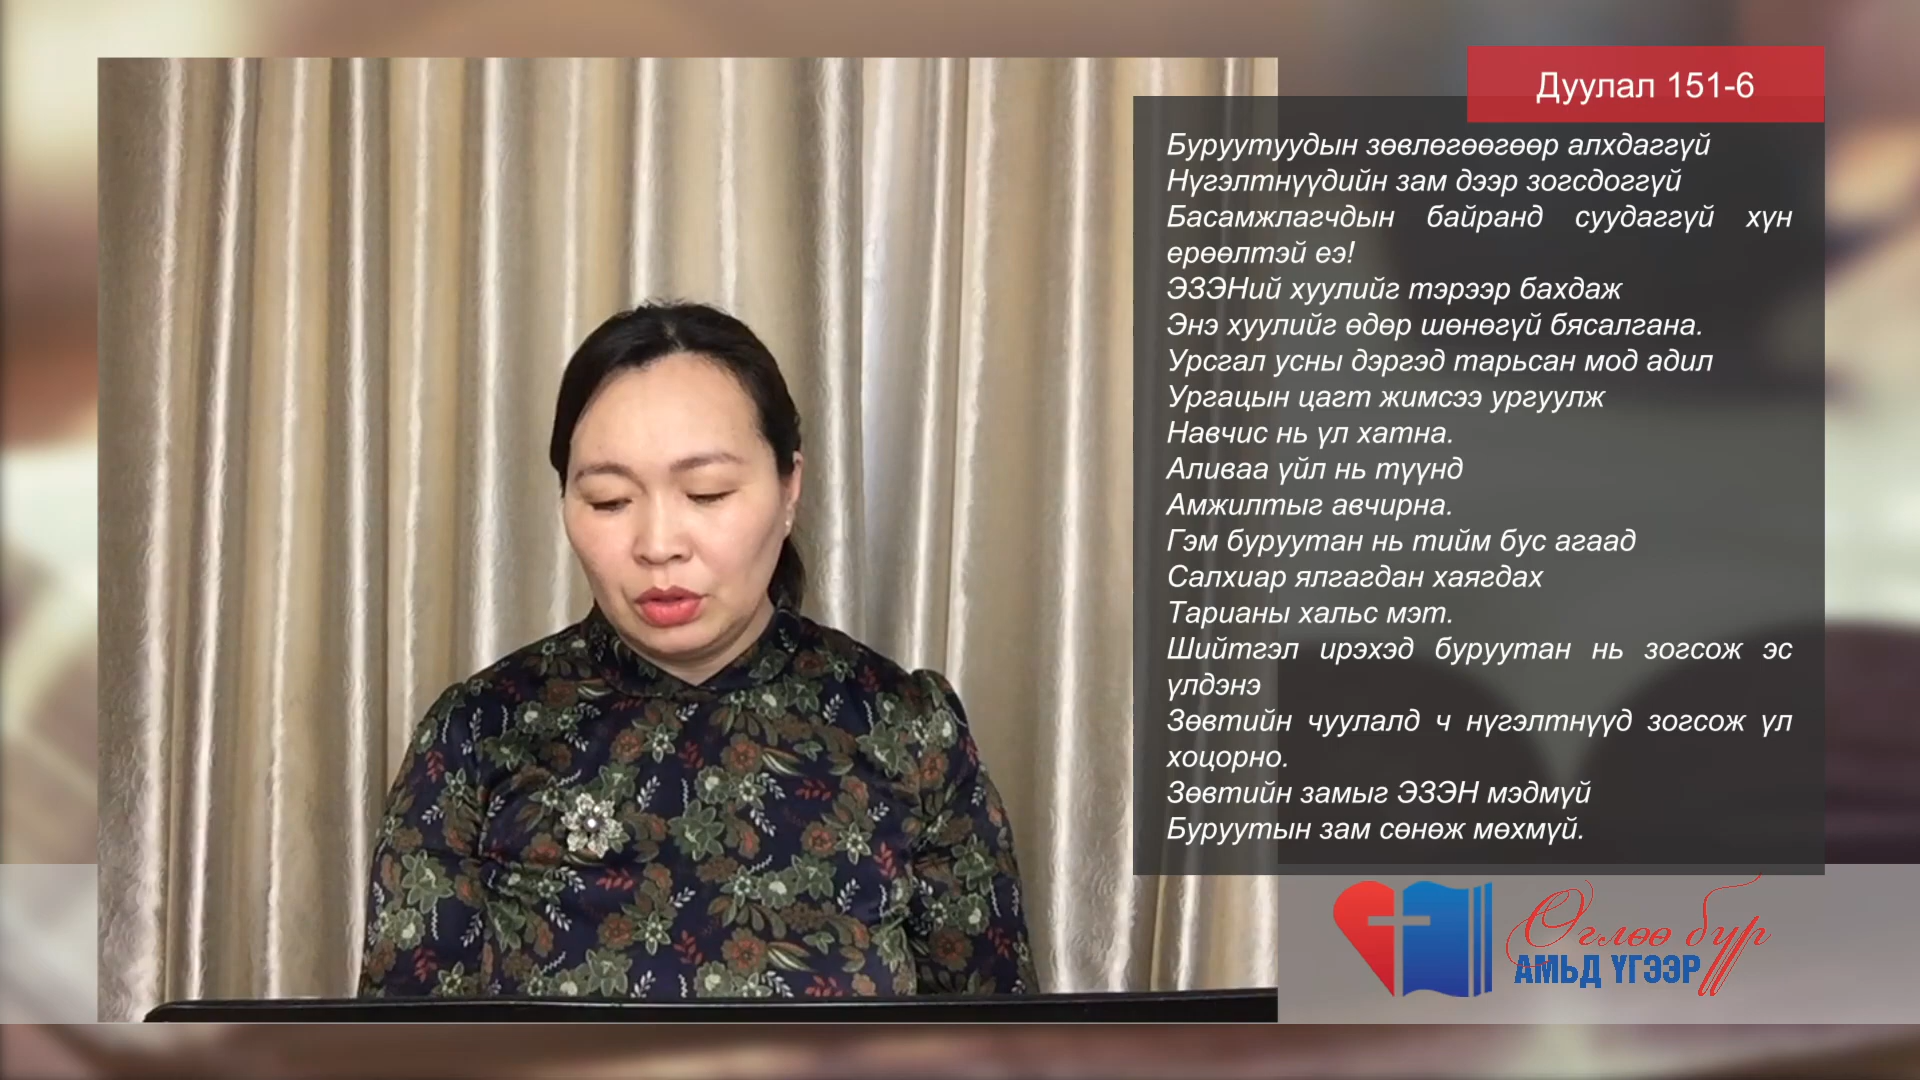 Дуулал 151-6
Буруутуудын зөвлөгөөгөөр алхдаггүй
Нүгэлтнүүдийн зам дээр зогсдоггүй
Басамжлагчдын байранд суудаггүй хүн
ерөөлтэй еэ!
ЭЗЭНий хуулийг тэрээр бахдаж
Энэ хуулийг өдөр шөнөгүй бясалгана.
Урсгал усны дэргэд тарьсан мод адил
Ургацын цагт жимсээ ургуулж
Навчис нь үл хатна.
Аливаа үйл нь түүнд
Амжилтыг авчирна.
Гэм буруутан нь тийм бус агаад
Салхиар ялгагдан хаягдах
Тарианы хальс мэт.
Шийтгэл ирэхэд буруутан нь зогсож эс
үлдэнэ
Зөвтийн чуулалд ч нүгэлтнүүд зогсож үл
хоцорно.
Зөвтийн замыг ЭЗЭН мэдмүй
Буруутын зам сөнөж мөхмүй.
Өглөө бүр
АМЬД ҮГЭЭР